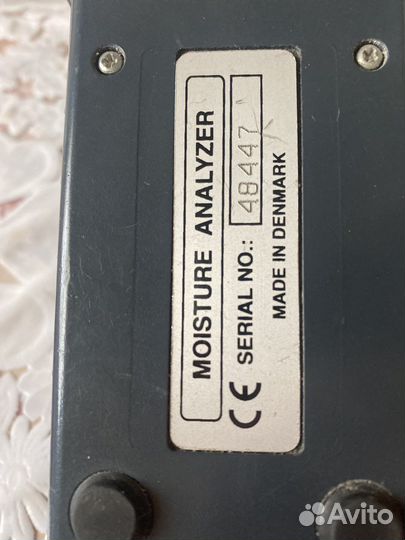 MOISTURE ANALYZER
CE SERIAL NO.: 48447
MADE IN DENMARK
Avito